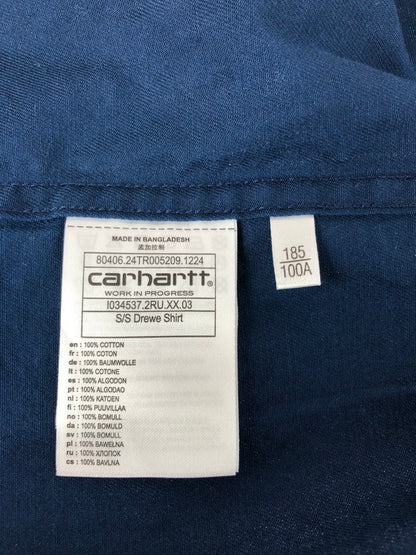 MADE IN BANGLADESH
孟加拉制
80406.24TR005209.1224
carhartt®
WORK IN PROGRESS
I034537.2RU.XX.03
S/S Drewe Shirt
en : 100% COTTON
fr : 100% COTON
de : 100% BAUMWOLLE
it : 100% COTONE
es : 100% ALGODON
pt : 100% ALGODAO
nl : 100% KATOEN
fi : 100% PUUVILLAA
no : 100% BOMULL
da : 100% BOMULD
sv : 100% BOMULL
pl : 100% BAWEŁNA
ru : 100% ХЛОПОК
cs : 100% BAVLNA
185
100A